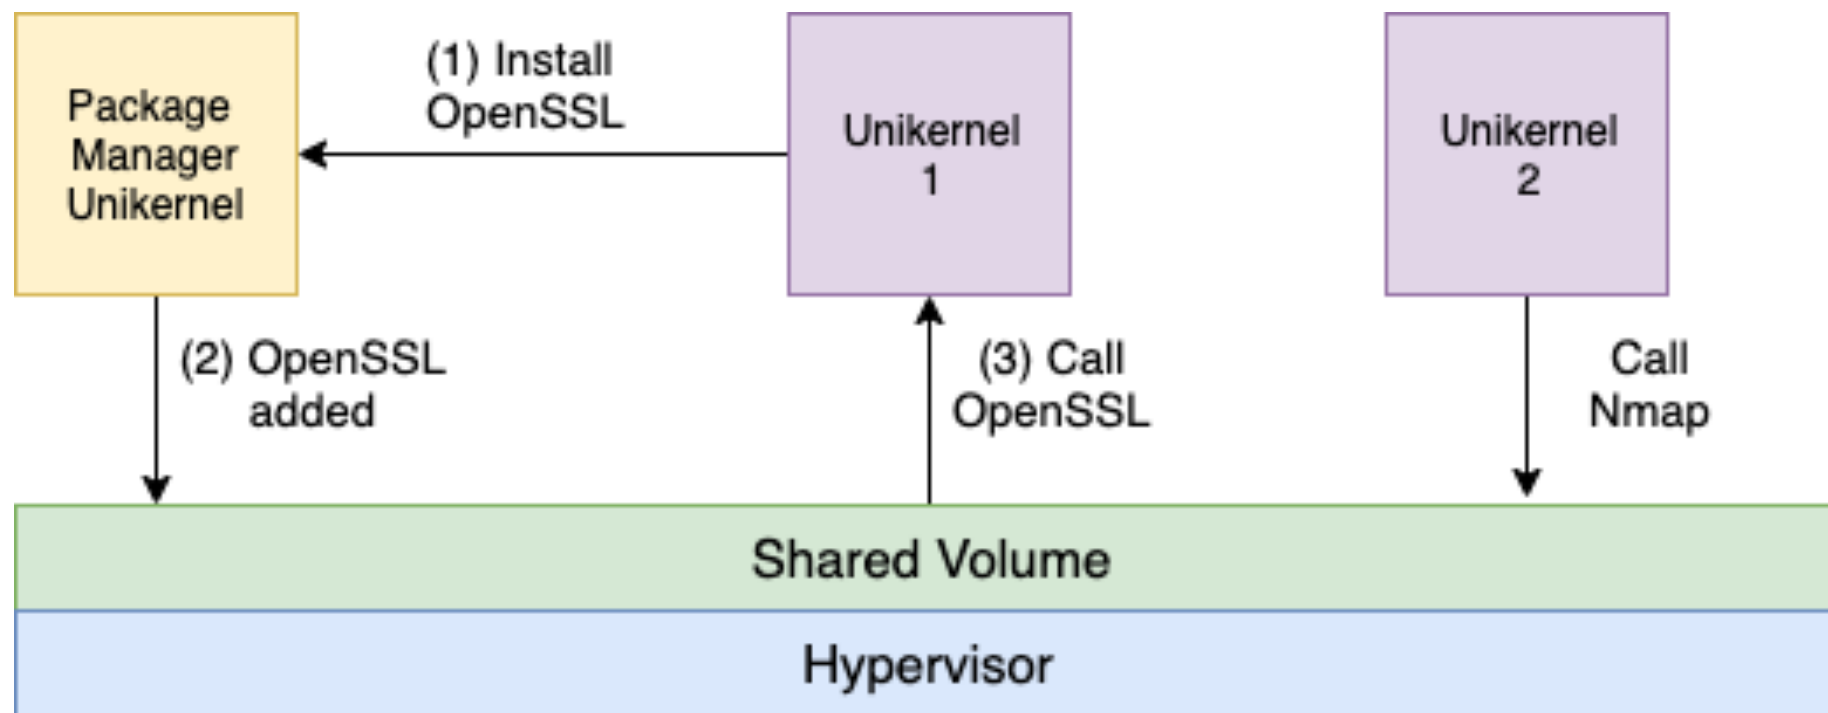 Package
Manager
Unikernel
(1) Install
OpenSSL
Unikernel
1
Unikernel
2
(2) OpenSSL
added
(3) Call
OpenSSL
Call
Nmap
Shared Volume
Hypervisor